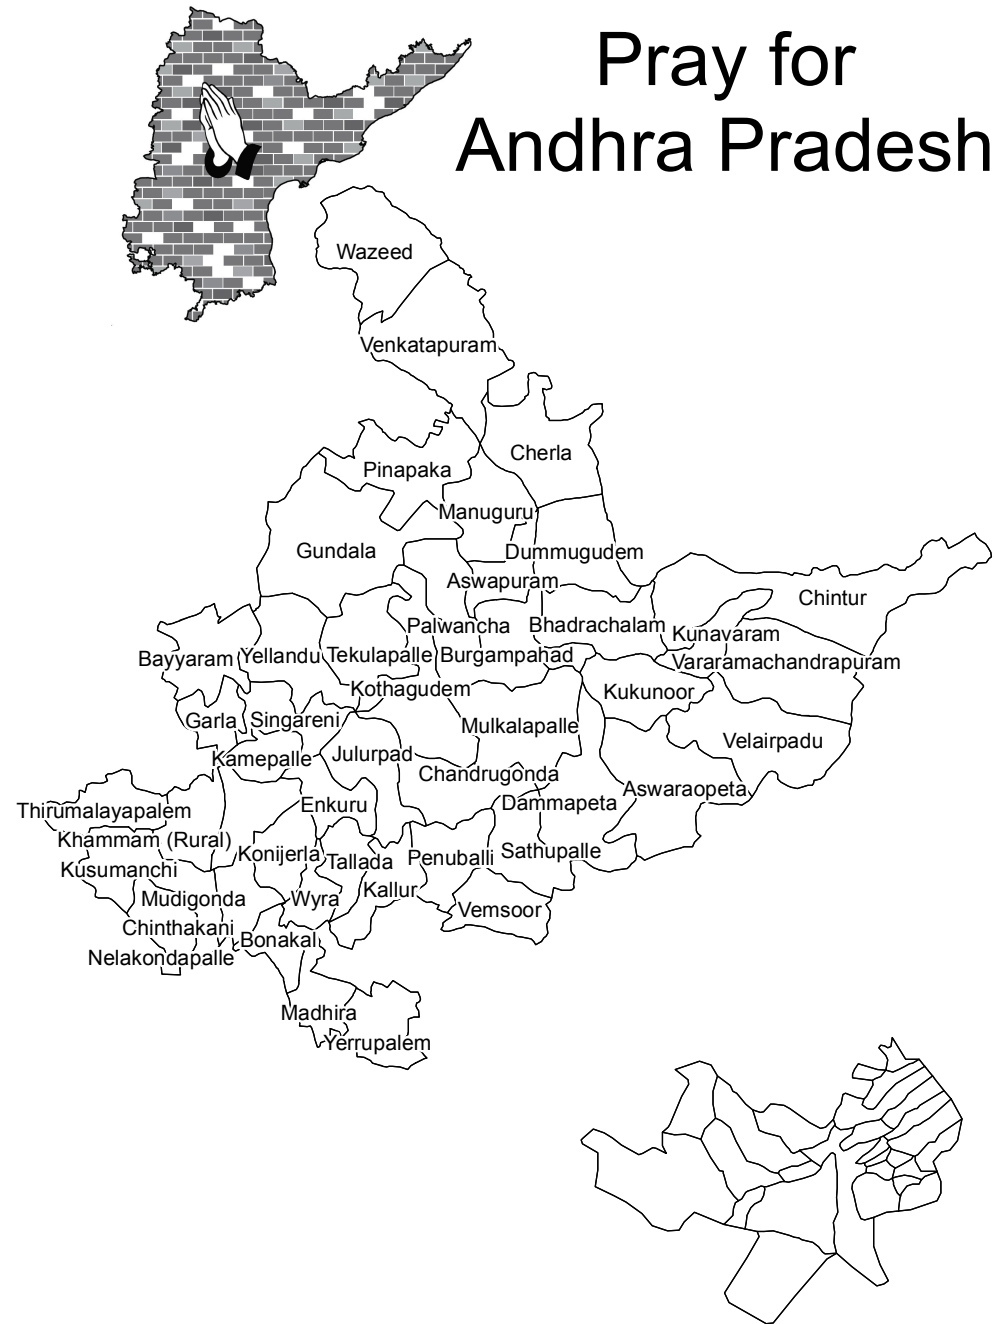 Pray for
Andhra Pradesh
Wazeed
Venkatapuram
Cherla
Pinapaka
Manuguru
Gundala
Dummugudem
Aswapuram
Chintur
Palwancha
Bhadrachalam
Kunavaram
Bayyaram
Yellandu
Tekulapalle
Burgampahad
Vararamachandrapuram
Kothagudem
Kukunoor
Garla
Singareni
Mulkalapalle
Velairpadu
Kamepalle
Julurpad
Chandrugonda
Aswaraopeta
Thirumalayapalem
Enkuru
Dammapeta
Khammam (Rural)
Konijerla
Tallada
Penuballi
Sathupalle
Kusumanchi
Kallur
Mudigonda
Wyra
Vemsoor
Chinthakani
Bonakal
Nelakondapalle
Madhira
Yerrupalem